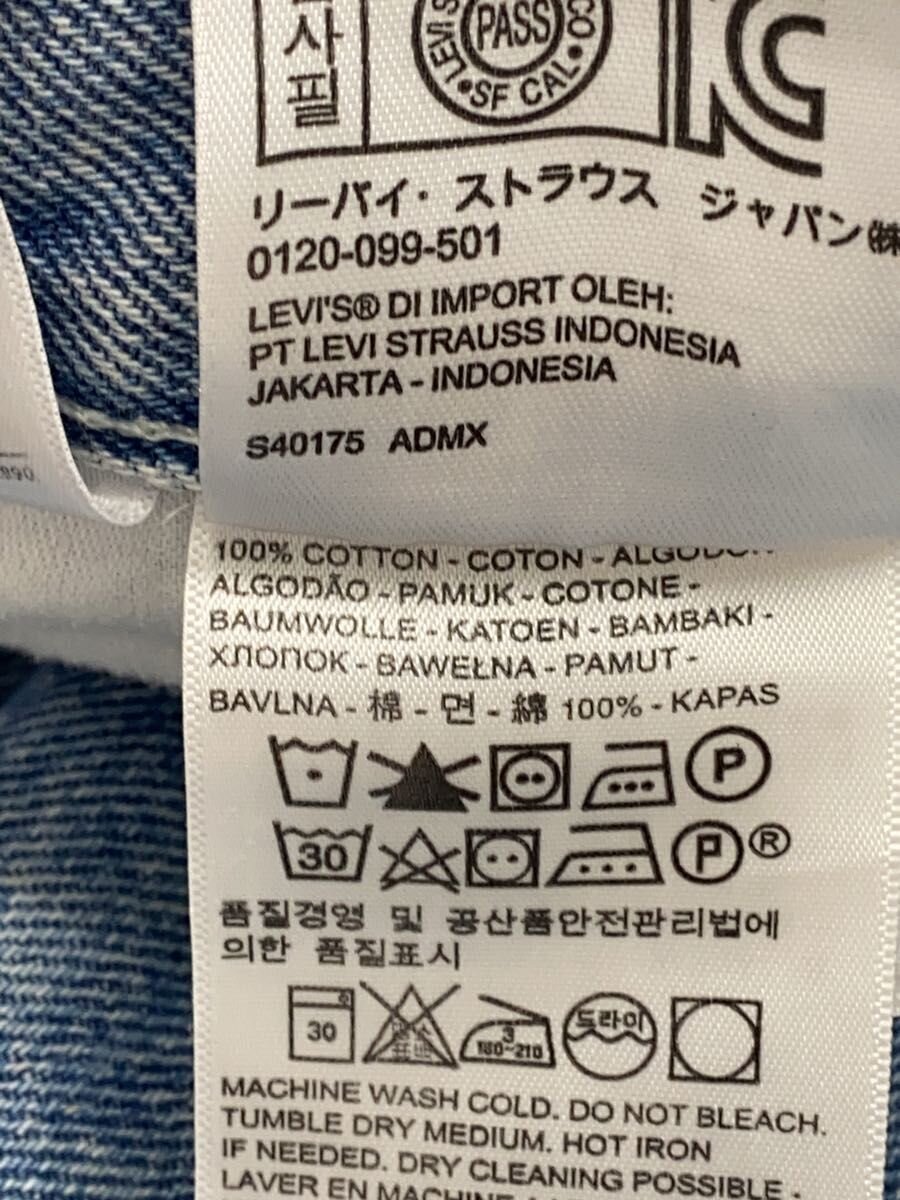 사필
LEVI S
PASS
CO
SF CAL
リーバイ・ストラウス ジャパン㈱
0120-099-501
LEVI'S® DI IMPORT OLEH:
PT LEVI STRAUSS INDONESIA
JAKARTA - INDONESIA
S40175 ADMX
890
100% COTTON - COTON -
ALGODÃO - PAMUK - COTONE -
BAUMWOLLE - KATOEN - BAMBAKI -
ХЛОПОК - BAWEŁNA - PAMUT -
BAVLNA - 棉 - 면 - 綿 100% - KAPAS
P
30 P ®
품질경영 및 공산품안전관리법에
의한 품질표시
30 3 드라이
180~210
MACHINE WASH COLD. DO NOT BLEACH.
TUMBLE DRY MEDIUM. HOT IRON
IF NEEDED. DRY CLEANING POSSIBLE -
LAVER EN MACHINE